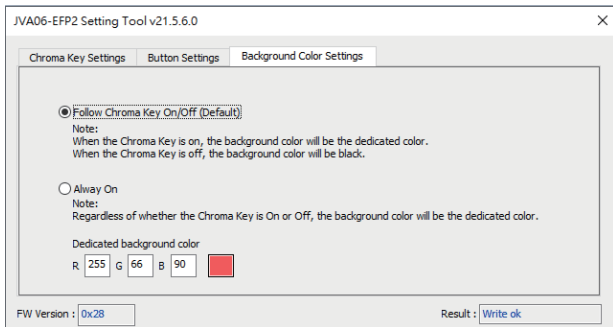 JVA06-EFP2 Setting Tool v21.5.6.0
Chroma Key Settings Button Settings Background Color Settings
Follow Chroma Key On/Off (Default)
Note:
When the Chroma Key is on, the background color will be the dedicated color.
When the Chroma Key is off, the background color will be black.
Alway On
Note:
Regardless of whether the Chroma Key is On or Off, the background color will be the dedicated color.
Dedicated background color
R 255 G 66 B 90
FW Version : 0x28 Result : Write ok